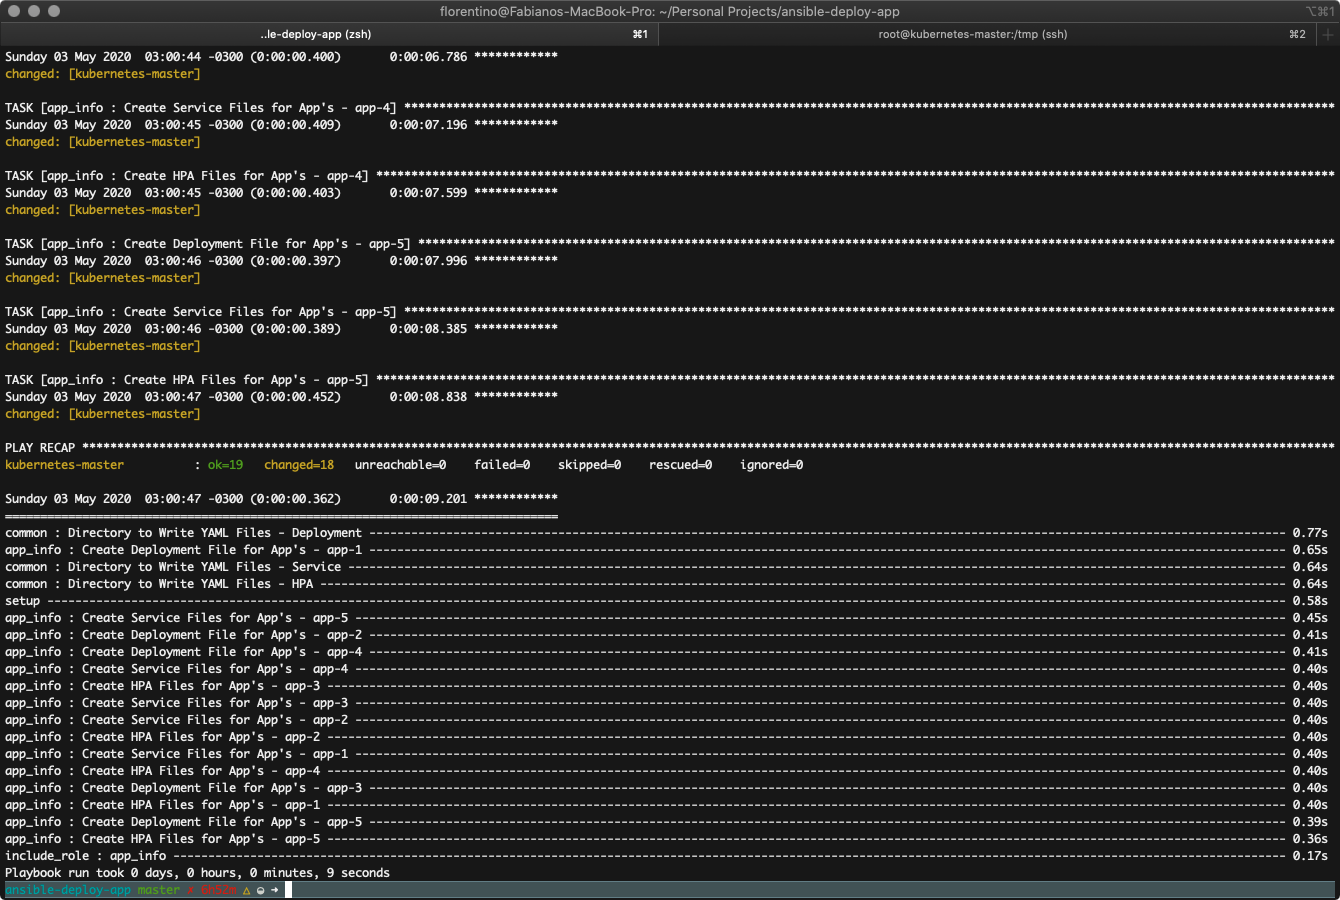 florentino@Fabianos-MacBook-Pro: ~/Personal Projects/ansible-deploy-app ⌥⌘1
..le-deploy-app (zsh) ⌘1 root@kubernetes-master:/tmp (ssh) ⌘2 +
Sunday 03 May 2020  03:00:44 -0300 (0:00:00.400)       0:00:06.786 ************
changed: [kubernetes-master]
TASK [app_info : Create Service Files for App's - app-4] *************************************************************************************************************************************
Sunday 03 May 2020  03:00:45 -0300 (0:00:00.409)       0:00:07.196 ************
changed: [kubernetes-master]
TASK [app_info : Create HPA Files for App's - app-4] *****************************************************************************************************************************************
Sunday 03 May 2020  03:00:45 -0300 (0:00:00.403)       0:00:07.599 ************
changed: [kubernetes-master]
TASK [app_info : Create Deployment File for App's - app-5] ***********************************************************************************************************************************
Sunday 03 May 2020  03:00:46 -0300 (0:00:00.397)       0:00:07.996 ************
changed: [kubernetes-master]
TASK [app_info : Create Service Files for App's - app-5] *************************************************************************************************************************************
Sunday 03 May 2020  03:00:46 -0300 (0:00:00.389)       0:00:08.385 ************
changed: [kubernetes-master]
TASK [app_info : Create HPA Files for App's - app-5] *****************************************************************************************************************************************
Sunday 03 May 2020  03:00:47 -0300 (0:00:00.452)       0:00:08.838 ************
changed: [kubernetes-master]
PLAY RECAP ***********************************************************************************************************************************************************************************
kubernetes-master          : ok=19   changed=18   unreachable=0    failed=0    skipped=0    rescued=0    ignored=0
Sunday 03 May 2020  03:00:47 -0300 (0:00:00.362)       0:00:09.201 ************
===============================================================================
common : Directory to Write YAML Files - Deployment ----------------------------------------------------------------------------------------------------------------------------------- 0.77s
app_info : Create Deployment File for App's - app-1 ----------------------------------------------------------------------------------------------------------------------------------- 0.65s
common : Directory to Write YAML Files - Service -------------------------------------------------------------------------------------------------------------------------------------- 0.64s
common : Directory to Write YAML Files - HPA ------------------------------------------------------------------------------------------------------------------------------------------ 0.64s
setup --------------------------------------------------------------------------------------------------------------------------------------------------------------------------------- 0.58s
app_info : Create Service Files for App's - app-5 ------------------------------------------------------------------------------------------------------------------------------------- 0.45s
app_info : Create Deployment File for App's - app-2 ----------------------------------------------------------------------------------------------------------------------------------- 0.41s
app_info : Create Deployment File for App's - app-4 ----------------------------------------------------------------------------------------------------------------------------------- 0.41s
app_info : Create Service Files for App's - app-4 ------------------------------------------------------------------------------------------------------------------------------------- 0.40s
app_info : Create HPA Files for App's - app-3 ----------------------------------------------------------------------------------------------------------------------------------------- 0.40s
app_info : Create Service Files for App's - app-3 ------------------------------------------------------------------------------------------------------------------------------------- 0.40s
app_info : Create Service Files for App's - app-2 ------------------------------------------------------------------------------------------------------------------------------------- 0.40s
app_info : Create HPA Files for App's - app-2 ----------------------------------------------------------------------------------------------------------------------------------------- 0.40s
app_info : Create Service Files for App's - app-1 ------------------------------------------------------------------------------------------------------------------------------------- 0.40s
app_info : Create HPA Files for App's - app-4 ----------------------------------------------------------------------------------------------------------------------------------------- 0.40s
app_info : Create Deployment File for App's - app-3 ----------------------------------------------------------------------------------------------------------------------------------- 0.40s
app_info : Create HPA Files for App's - app-1 ----------------------------------------------------------------------------------------------------------------------------------------- 0.40s
app_info : Create Deployment File for App's - app-5 ----------------------------------------------------------------------------------------------------------------------------------- 0.39s
app_info : Create HPA Files for App's - app-5 ----------------------------------------------------------------------------------------------------------------------------------------- 0.36s
include_role : app_info --------------------------------------------------------------------------------------------------------------------------------------------------------------- 0.17s
Playbook run took 0 days, 0 hours, 0 minutes, 9 seconds
ansible-deploy-app master ✗ △ ◒ ➜